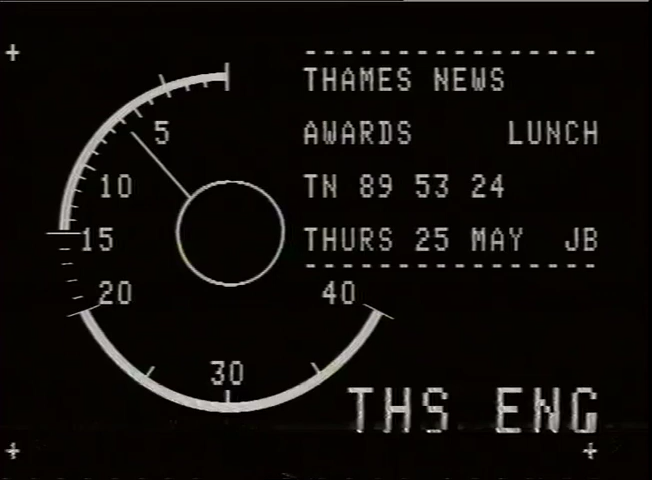 THAMES NEWS
AWARDS LUNCH
TN 89 53 24
THURS 25 MAY JB
5
10
15
20
30
40
THS ENG